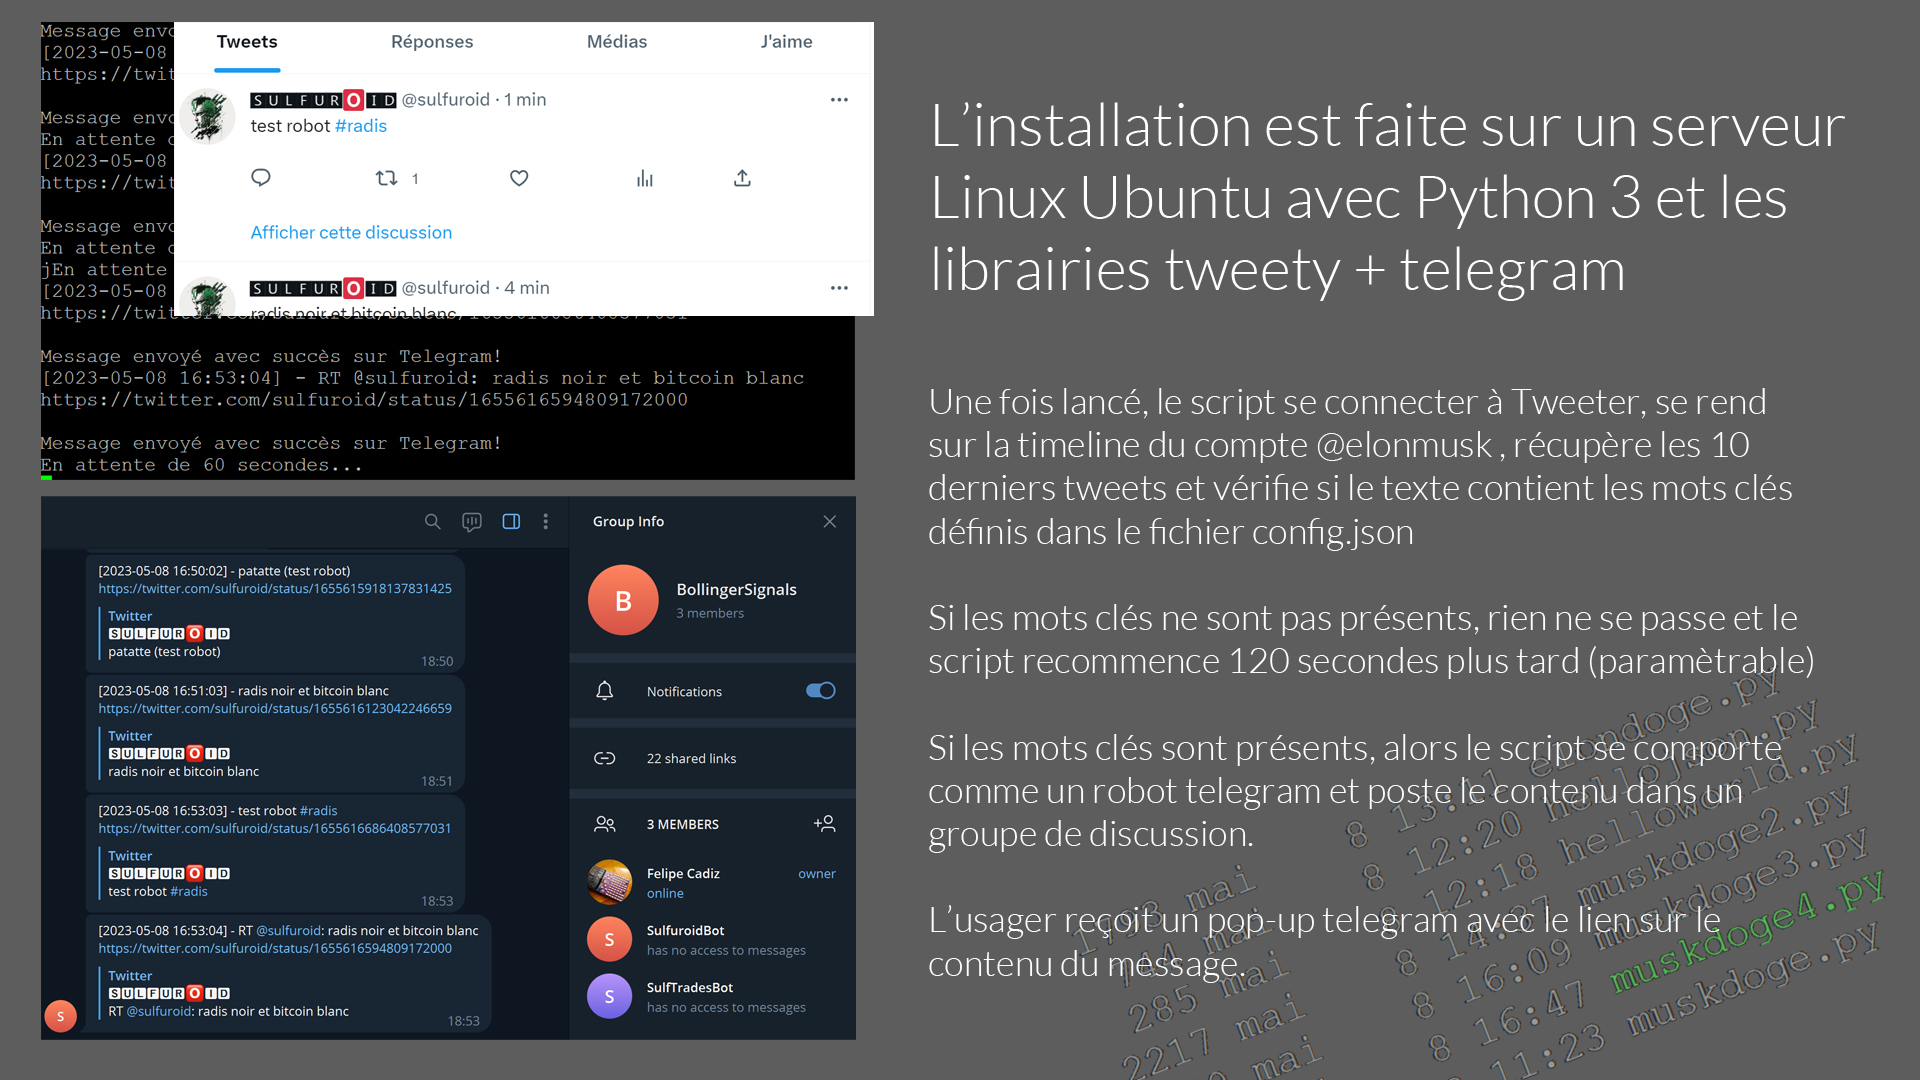 Message envo
[2023-05-08
https://twit
Message envo
En attente
[2023-05-08
https://twit
Message envo
En attente
jEn attente
[2023-05-08
https://twitter.com/sulfuroid/status/1655616686408577031
Message envoyé avec succès sur Telegram!
[2023-05-08 16:53:04] - RT @sulfuroid: radis noir et bitcoin blanc
https://twitter.com/sulfuroid/status/1655616594809172000
Message envoyé avec succès sur Telegram!
En attente de 60 secondes...
Tweets Réponses Médias J'aime
SULFUROID @sulfuroid · 1 min
test robot #radis
1
Afficher cette discussion
SULFUROID @sulfuroid · 4 min
radis noir et bitcoin blanc
[2023-05-08 16:50:02] - patatte (test robot)
https://twitter.com/sulfuroid/status/1655615918137831425
Twitter
SULFUROID
patatte (test robot)
18:50
[2023-05-08 16:51:03] - radis noir et bitcoin blanc
https://twitter.com/sulfuroid/status/1655616123042246659
Twitter
SULFUROID
radis noir et bitcoin blanc
18:51
[2023-05-08 16:53:03] - test robot #radis
https://twitter.com/sulfuroid/status/1655616686408577031
Twitter
SULFUROID
test robot #radis
18:53
[2023-05-08 16:53:04] - RT @sulfuroid: radis noir et bitcoin blanc
https://twitter.com/sulfuroid/status/1655616594809172000
Twitter
SULFUROID
RT @sulfuroid: radis noir et bitcoin blanc
18:53
S
Group Info
B
BollingerSignals
3 members
Notifications
22 shared links
3 MEMBERS
Felipe Cadiz owner
online
S
SulfuroidBot
has no access to messages
S
SulfTradesBot
has no access to messages
L’installation est faite sur un serveur
Linux Ubuntu avec Python 3 et les
librairies tweety + telegram
Une fois lancé, le script se connecter à Tweeter, se rend
sur la timeline du compte @elonmusk , récupère les 10
derniers tweets et vérifie si le texte contient les mots clés
définis dans le fichier config.json
Si les mots clés ne sont pas présents, rien ne se passe et le
script recommence 120 secondes plus tard (paramètrable)
Si les mots clés sont présents, alors le script se comporte
comme un robot telegram et poste le contenu dans un
groupe de discussion.
L’usager reçoit un pop-up telegram avec le lien sur le
contenu du message.
8 13:11 elondoge.py
8 12:20 hellojson.py
1793 mai 8 12:18 helloworld.py
744 mai 8 14:27 muskdoge2.py
285 mai 8 16:09 muskdoge3.py
2217 mai 8 16:47 muskdoge4.py
mai 11:23 muskdoge.py